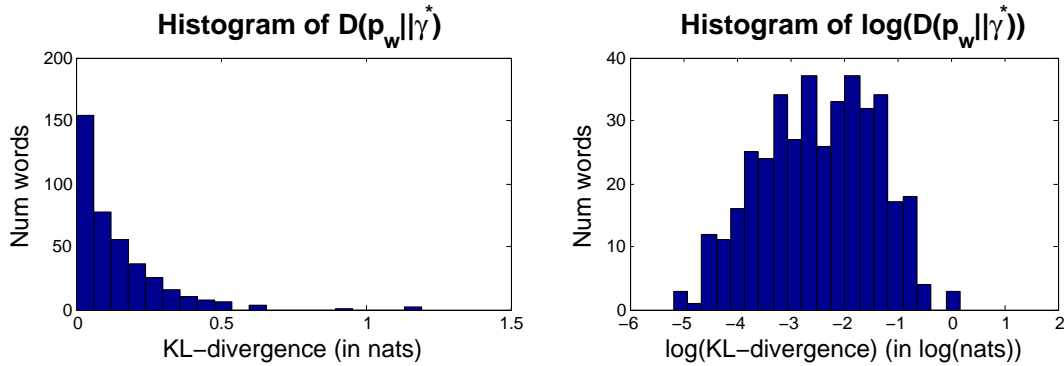 Histogram of D(p_w||γ^*)
200
150
100
50
0
Num words
0 0.5 1 1.5
KL−divergence (in nats)
Histogram of log(D(p_w||γ^*))
40
30
20
10
0
Num words
−6 −5 −4 −3 −2 −1 0 1 2
log(KL−divergence) (in log(nats))